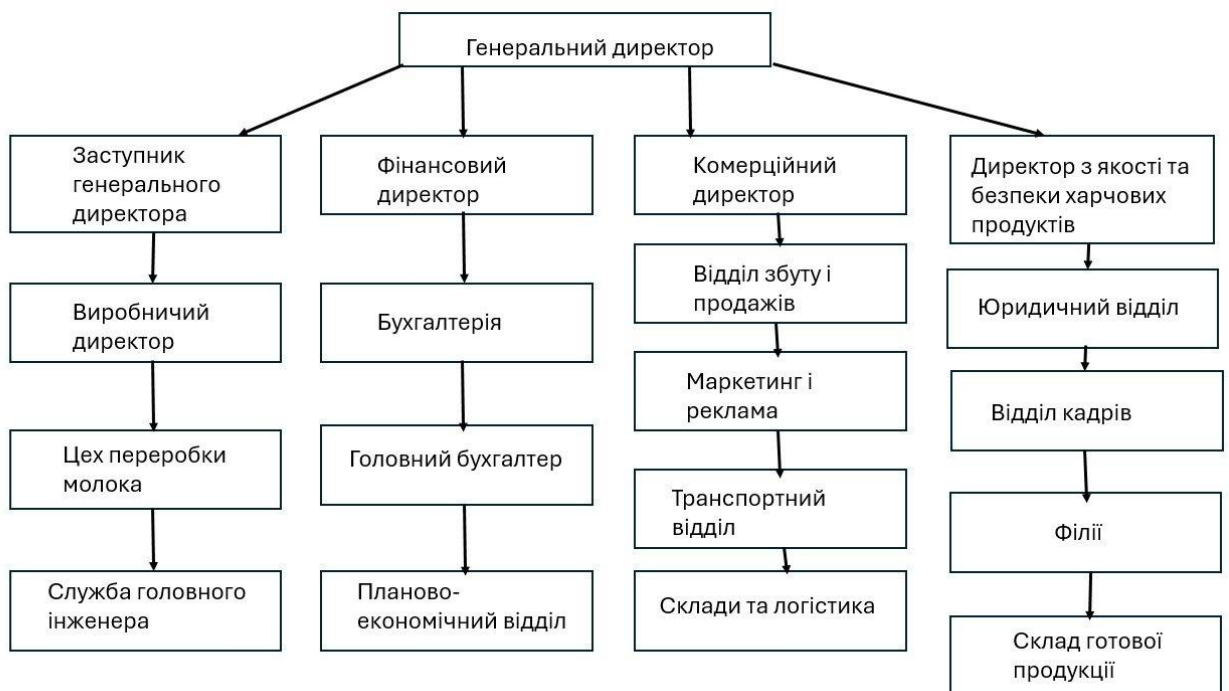 Генеральний директор
Заступник
генерального
директора
Фінансовий
директор
Комерційний
директор
Директор з якості та
безпеки харчових
продуктів
Виробничий
директор
Бухгалтерія
Відділ збуту і
продажів
Юридичний відділ
Маркетинг і
реклама
Відділ кадрів
Цех переробки
молока
Головний бухгалтер
Транспортний
відділ
Філії
Служба головного
інженера
Планово-
економічний відділ
Склади та логістика
Склад готової
продукції